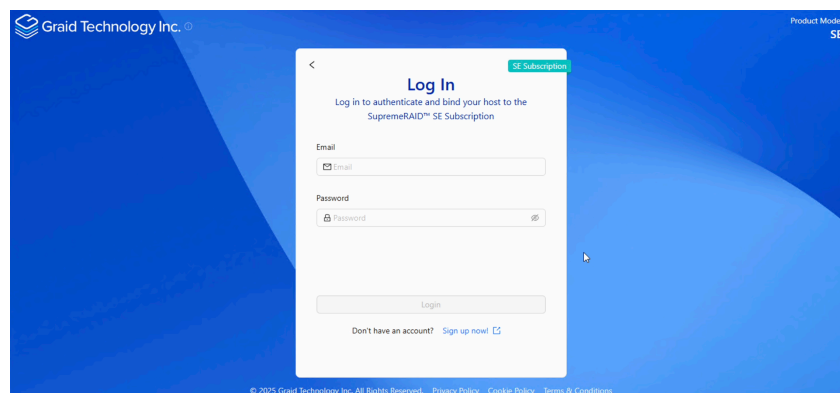 Graid Technology Inc.
Product Mode
SE
SE Subscription
Log In
Log in to authenticate and bind your host to the
SupremeRAID™ SE Subscription
Email
Email
Password
Password
Login
Don't have an account? Sign up now!
© 2025 Graid Technology Inc. All Rights Reserved. Privacy Policy Cookie Policy Terms & Conditions